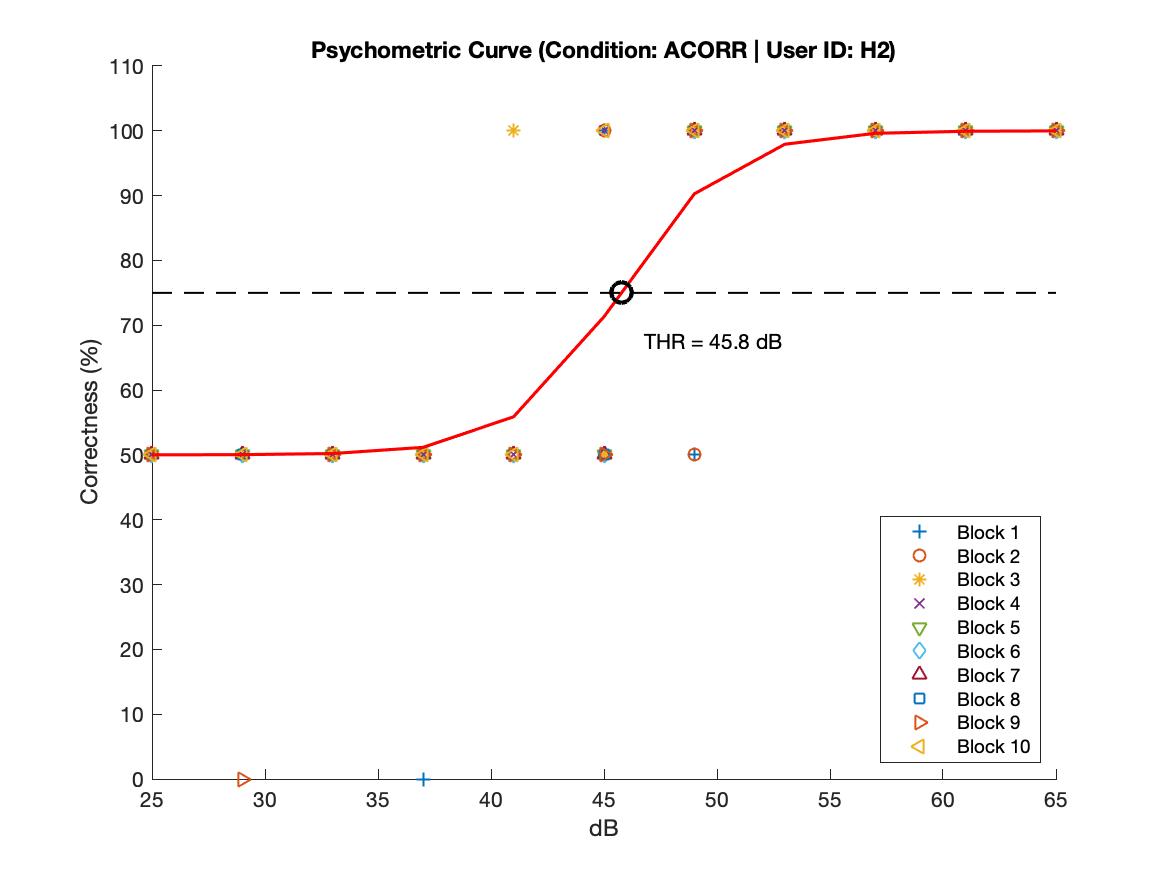 Psychometric Curve (Condition: ACORR | User ID: H2)
110
100
90
80
70
60
50
40
30
20
10
0
Correctness (%)
THR = 45.8 dB
Block 1
Block 2
Block 3
Block 4
Block 5
Block 6
Block 7
Block 8
Block 9
Block 10
25 30 35 40 45 50 55 60 65
dB